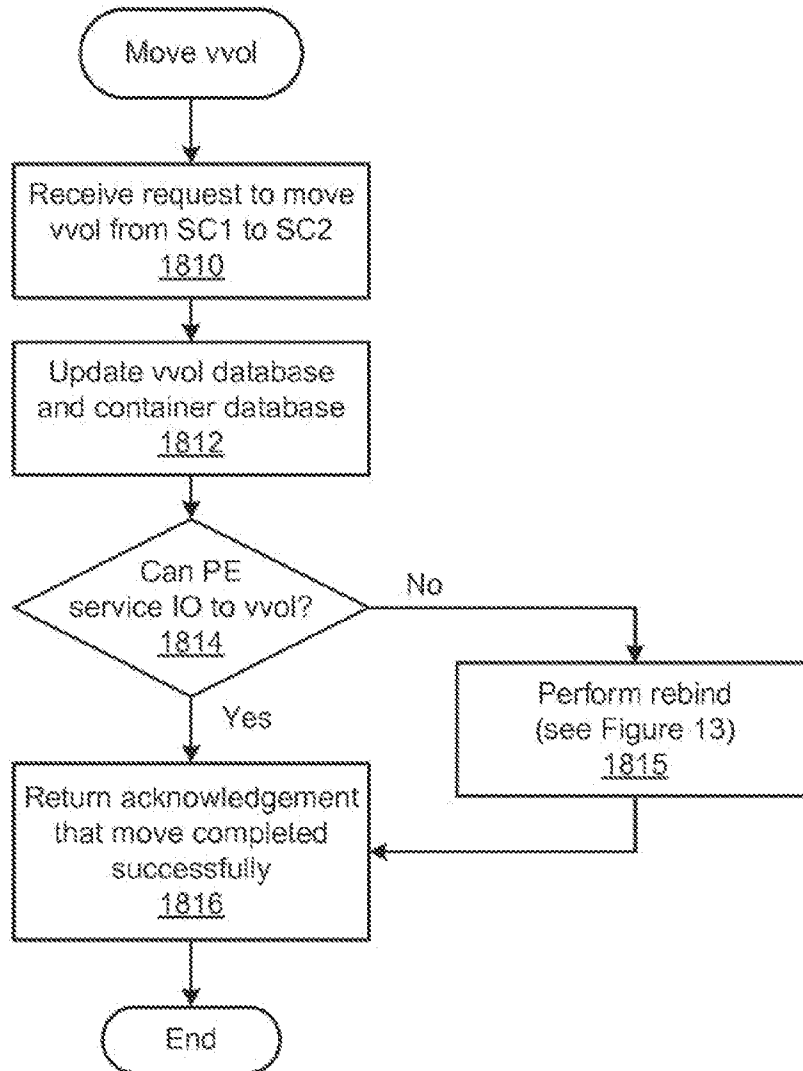 Move vvol
Receive request to move
vvol from SC1 to SC2
1810
Update vvol database
and container database
1812
Can PE
service IO to vvol?
1814
No
Yes
Perform rebind
(see Figure 13)
1815
Return acknowledgement
that move completed
successfully
1816
End